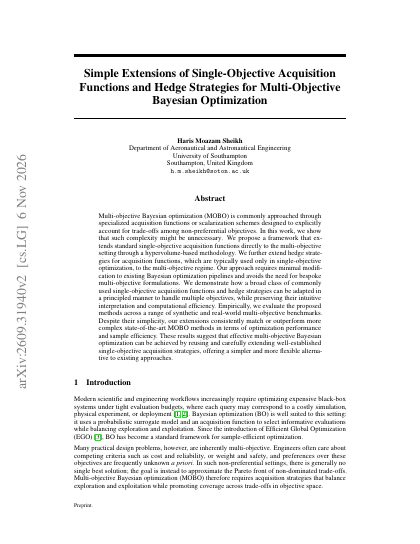 arXiv:2609.31940v2 [cs.LG] 6 Nov 2026
Simple Extensions of Single-Objective Acquisition
Functions and Hedge Strategies for Multi-Objective
Bayesian Optimization
Haris Moazam Sheikh
Department of Aeronautical and Astronautical Engineering
University of Southampton
Southampton, United Kingdom
h.m.sheikh@soton.ac.uk
Abstract
Multi-objective Bayesian optimization (MOBO) is commonly approached through
specialized acquisition functions or scalarization schemes designed to explicitly
account for trade-offs among non-preferential objectives. In this work, we show
that such complexity might be unnecessary. We propose a framework that ex-
tends standard single-objective acquisition functions directly to the multi-objective
setting through a hypervolume-based methodology. We further extend hedge strate-
gies for acquisition functions, which are typically used only in single-objective
optimization, to the multi-objective regime. Our approach requires minimal modifi-
cation to existing Bayesian optimization pipelines and avoids the need for bespoke
multi-objective formulations. We demonstrate how a broad class of commonly
used single-objective acquisition functions and hedge strategies can be adapted in
a principled manner to handle multiple objectives, while preserving their intuitive
interpretation and computational efficiency. Empirically, we evaluate the proposed
methods across a range of synthetic and real-world multi-objective benchmarks.
Despite their simplicity, our extensions consistently match or outperform more
complex state-of-the-art MOBO methods in terms of optimization performance
and sample efficiency. These results suggest that effective multi-objective Bayesian
optimization can be achieved by reusing and carefully extending well-established
single-objective acquisition strategies, offering a simpler and more flexible alterna-
tive to existing approaches.
1 Introduction
Modern scientific and engineering workflows increasingly require optimizing expensive black-box
systems under tight evaluation budgets, where each query may correspond to a costly simulation,
physical experiment, or deployment [1, 2]. Bayesian optimization (BO) is well suited to this setting:
it uses a probabilistic surrogate model and an acquisition function to select informative evaluations
while balancing exploration and exploitation. Since the introduction of Efficient Global Optimization
(EGO) [3], BO has become a standard framework for sample-efficient optimization.
Many practical design problems, however, are inherently multi-objective. Engineers often care about
competing criteria such as cost and reliability, or weight and safety, and preferences over these
objectives are frequently unknown a priori. In such non-preferential settings, there is generally no
single best solution; the goal is instead to approximate the Pareto front of non-dominated trade-offs.
Multi-objective Bayesian optimization (MOBO) therefore requires acquisition strategies that balance
exploration and exploitation while promoting coverage across trade-offs in objective space.
Preprint.